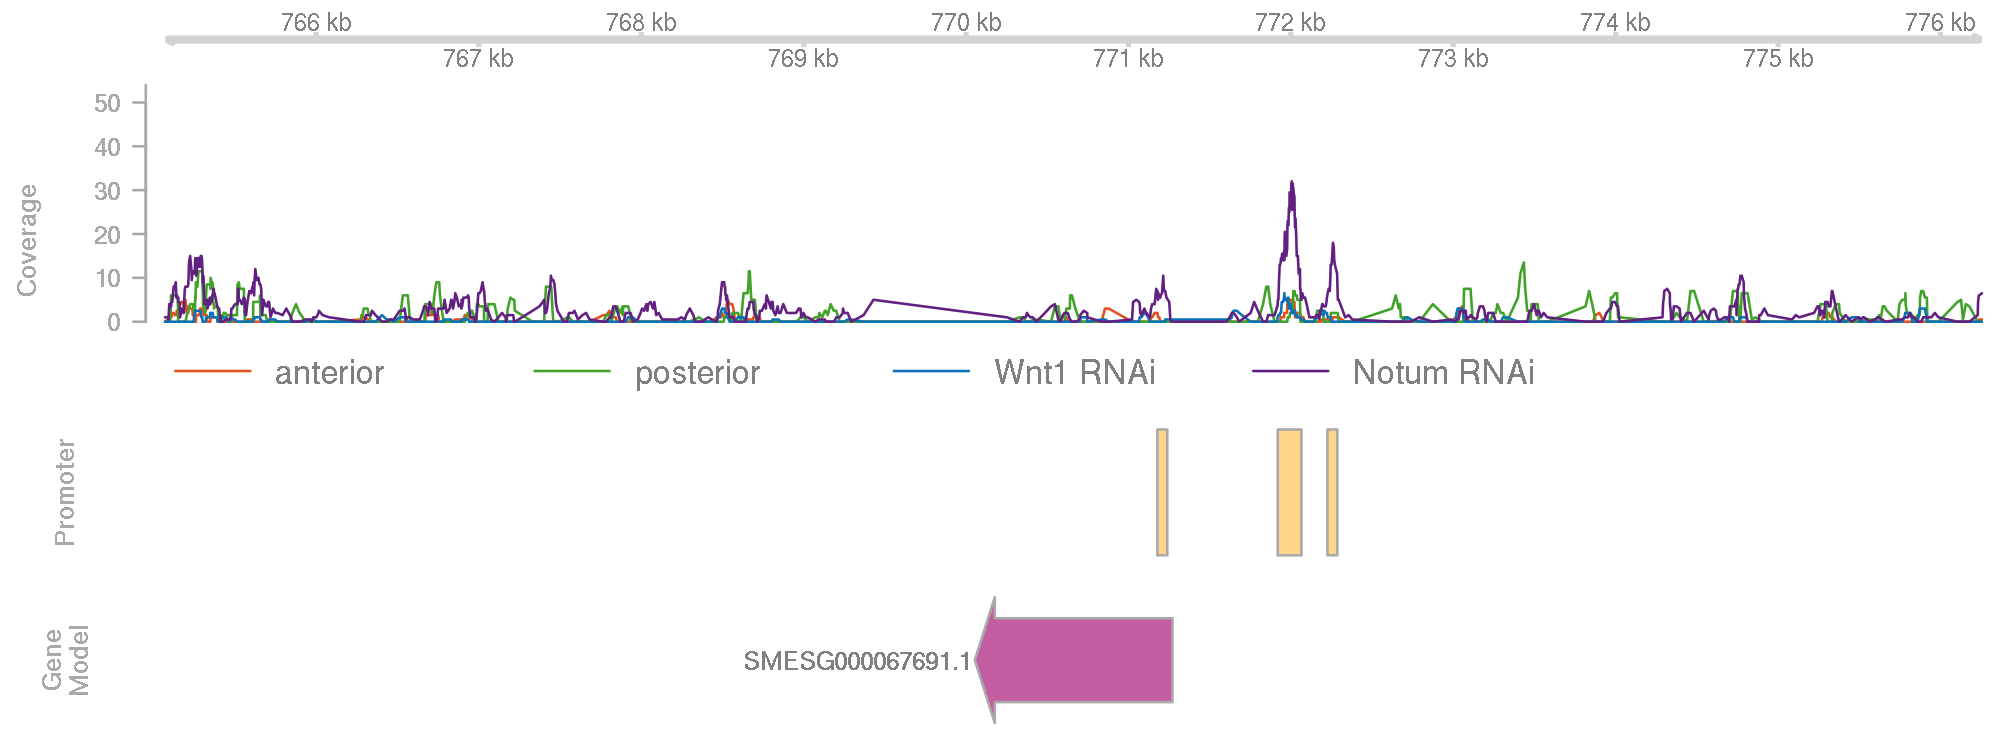 766 kb 768 kb 770 kb 772 kb 774 kb 776 kb
767 kb 769 kb 771 kb 773 kb 775 kb
Coverage
50
40
30
20
10
0
anterior posterior Wnt1 RNAi Notum RNAi
Promoter
Gene
Model
SMESG000067691.1